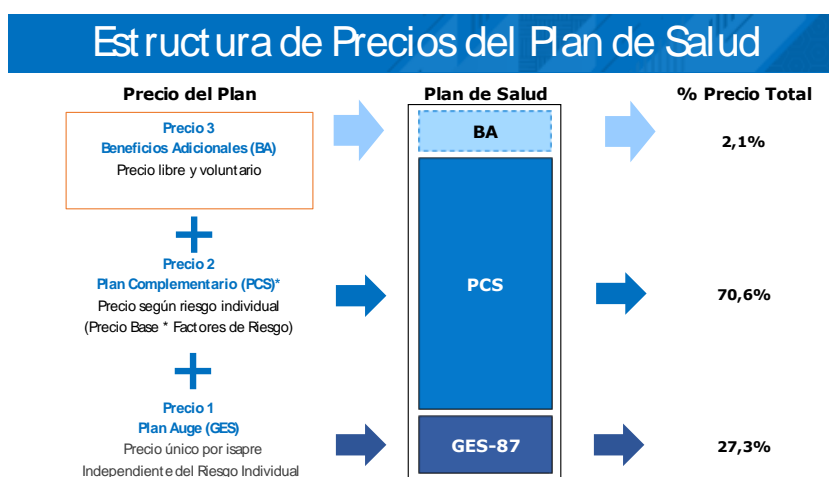 Estructura de Precios del Plan de Salud
Precio del Plan
Plan de Salud
% Precio Total
Precio 3
Beneficios Adicionales (BA)
Precio libre y voluntario
BA
2,1%
+
Precio 2
Plan Complementario (PCS)*
Precio según riesgo individual
(Precio Base * Factores de Riesgo)
PCS
70,6%
+
Precio 1
Plan Auge (GES)
Precio único por isapre
Independiente del Riesgo Individual
GES-87
27,3%